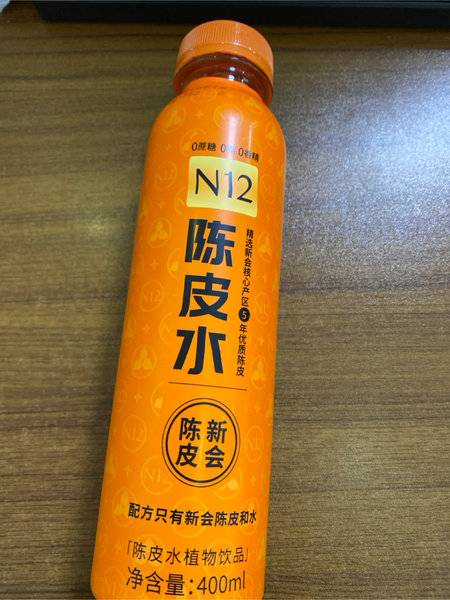 0蔗糖 0 0香精
N12
陈皮水
精选新会核心产区5年优质陈皮
新会
陈皮
配方只有新会陈皮和水
「陈皮水植物饮品」
净含量:400ml